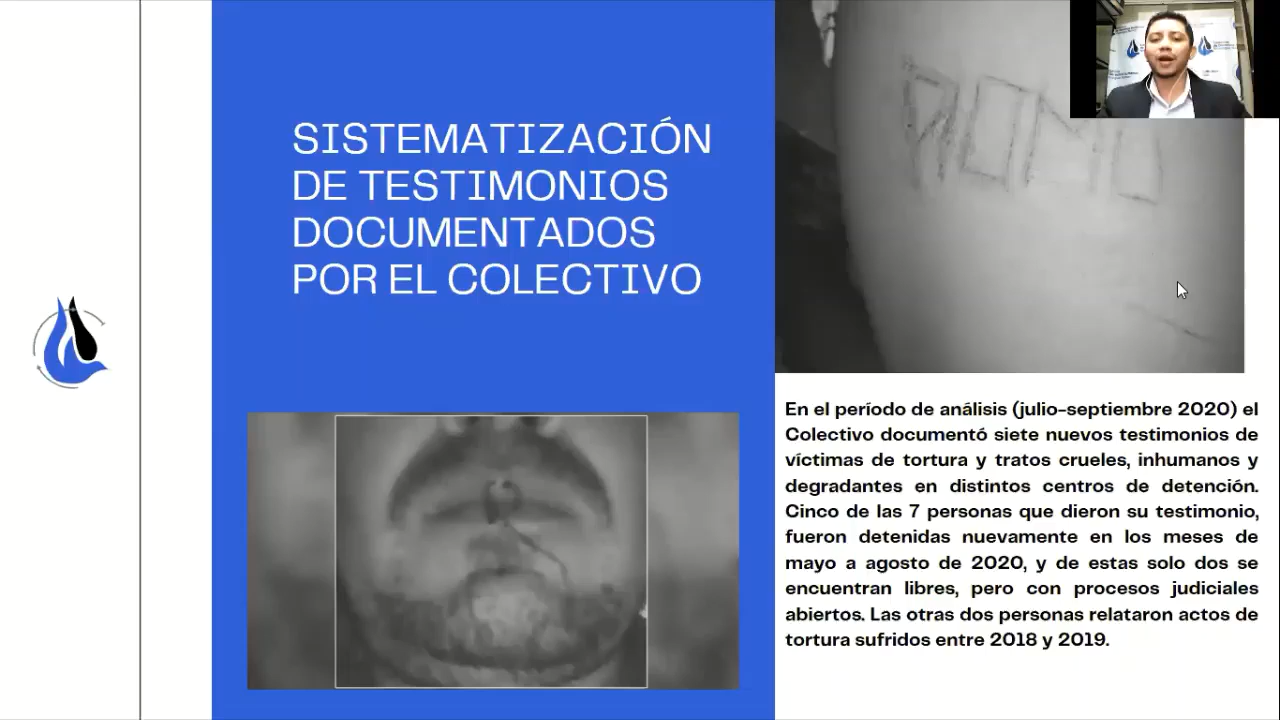 SISTEMATIZACIÓN
DE TESTIMONIOS
DOCUMENTADOS
POR EL COLECTIVO
En el período de análisis (julio-septiembre 2020) el
Colectivo documentó siete nuevos testimonios de
víctimas de tortura y tratos crueles, inhumanos y
degradantes en distintos centros de detención.
Cinco de las 7 personas que dieron su testimonio,
fueron detenidas nuevamente en los meses de
mayo a agosto de 2020, y de estas solo dos se
encuentran libres, pero con procesos judiciales
abiertos. Las otras dos personas relataron actos de
tortura sufridos entre 2018 y 2019.